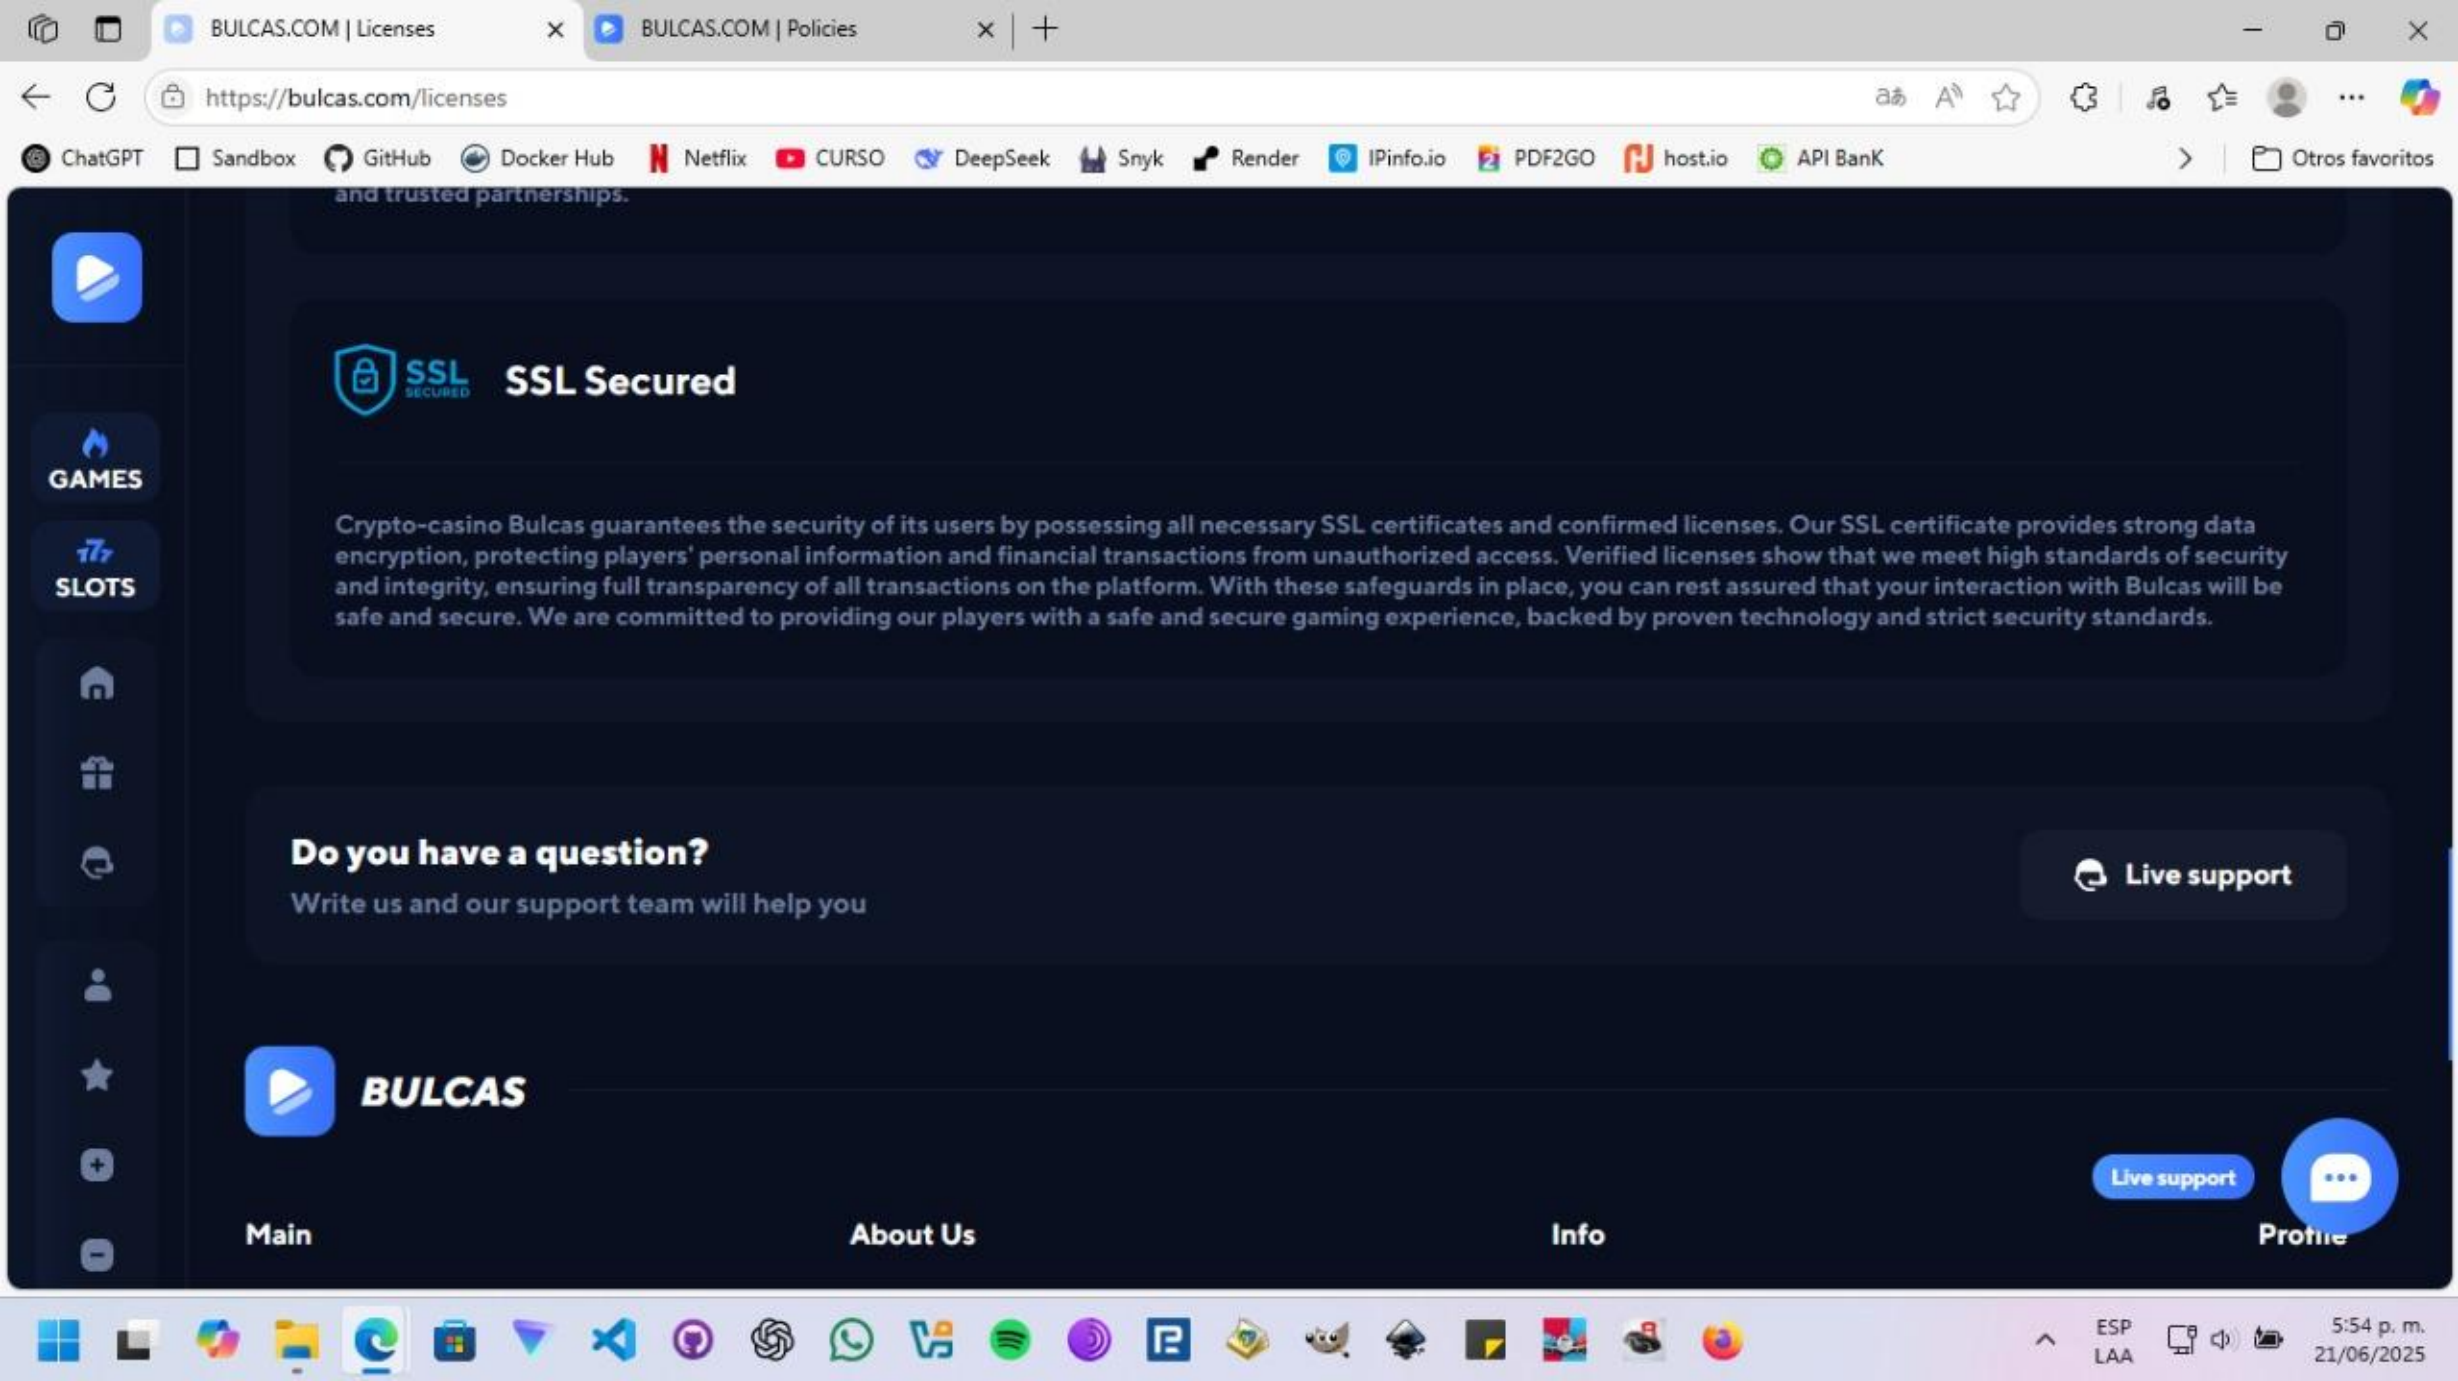 BULCAS.COM | Licenses
BULCAS.COM | Policies
https://bulcas.com/licenses
ChatGPT
Sandbox
GitHub
Docker Hub
Netflix
CURSO
DeepSeek
Snyk
Render
IPinfo.io
PDF2GO
host.io
API BanK
Otros favoritos
and trusted partnerships.
SSL
SECURED
SSL Secured
GAMES
777
SLOTS
Crypto-casino Bulcas guarantees the security of its users by possessing all necessary SSL certificates and confirmed licenses. Our SSL certificate provides strong data
encryption, protecting players' personal information and financial transactions from unauthorized access. Verified licenses show that we meet high standards of security
and integrity, ensuring full transparency of all transactions on the platform. With these safeguards in place, you can rest assured that your interaction with Bulcas will be
safe and secure. We are committed to providing our players with a safe and secure gaming experience, backed by proven technology and strict security standards.
Do you have a question?
Write us and our support team will help you
Live support
BULCAS
Live support
Main
About Us
Info
Profile
ESP
LAA
5:54 p. m.
21/06/2025